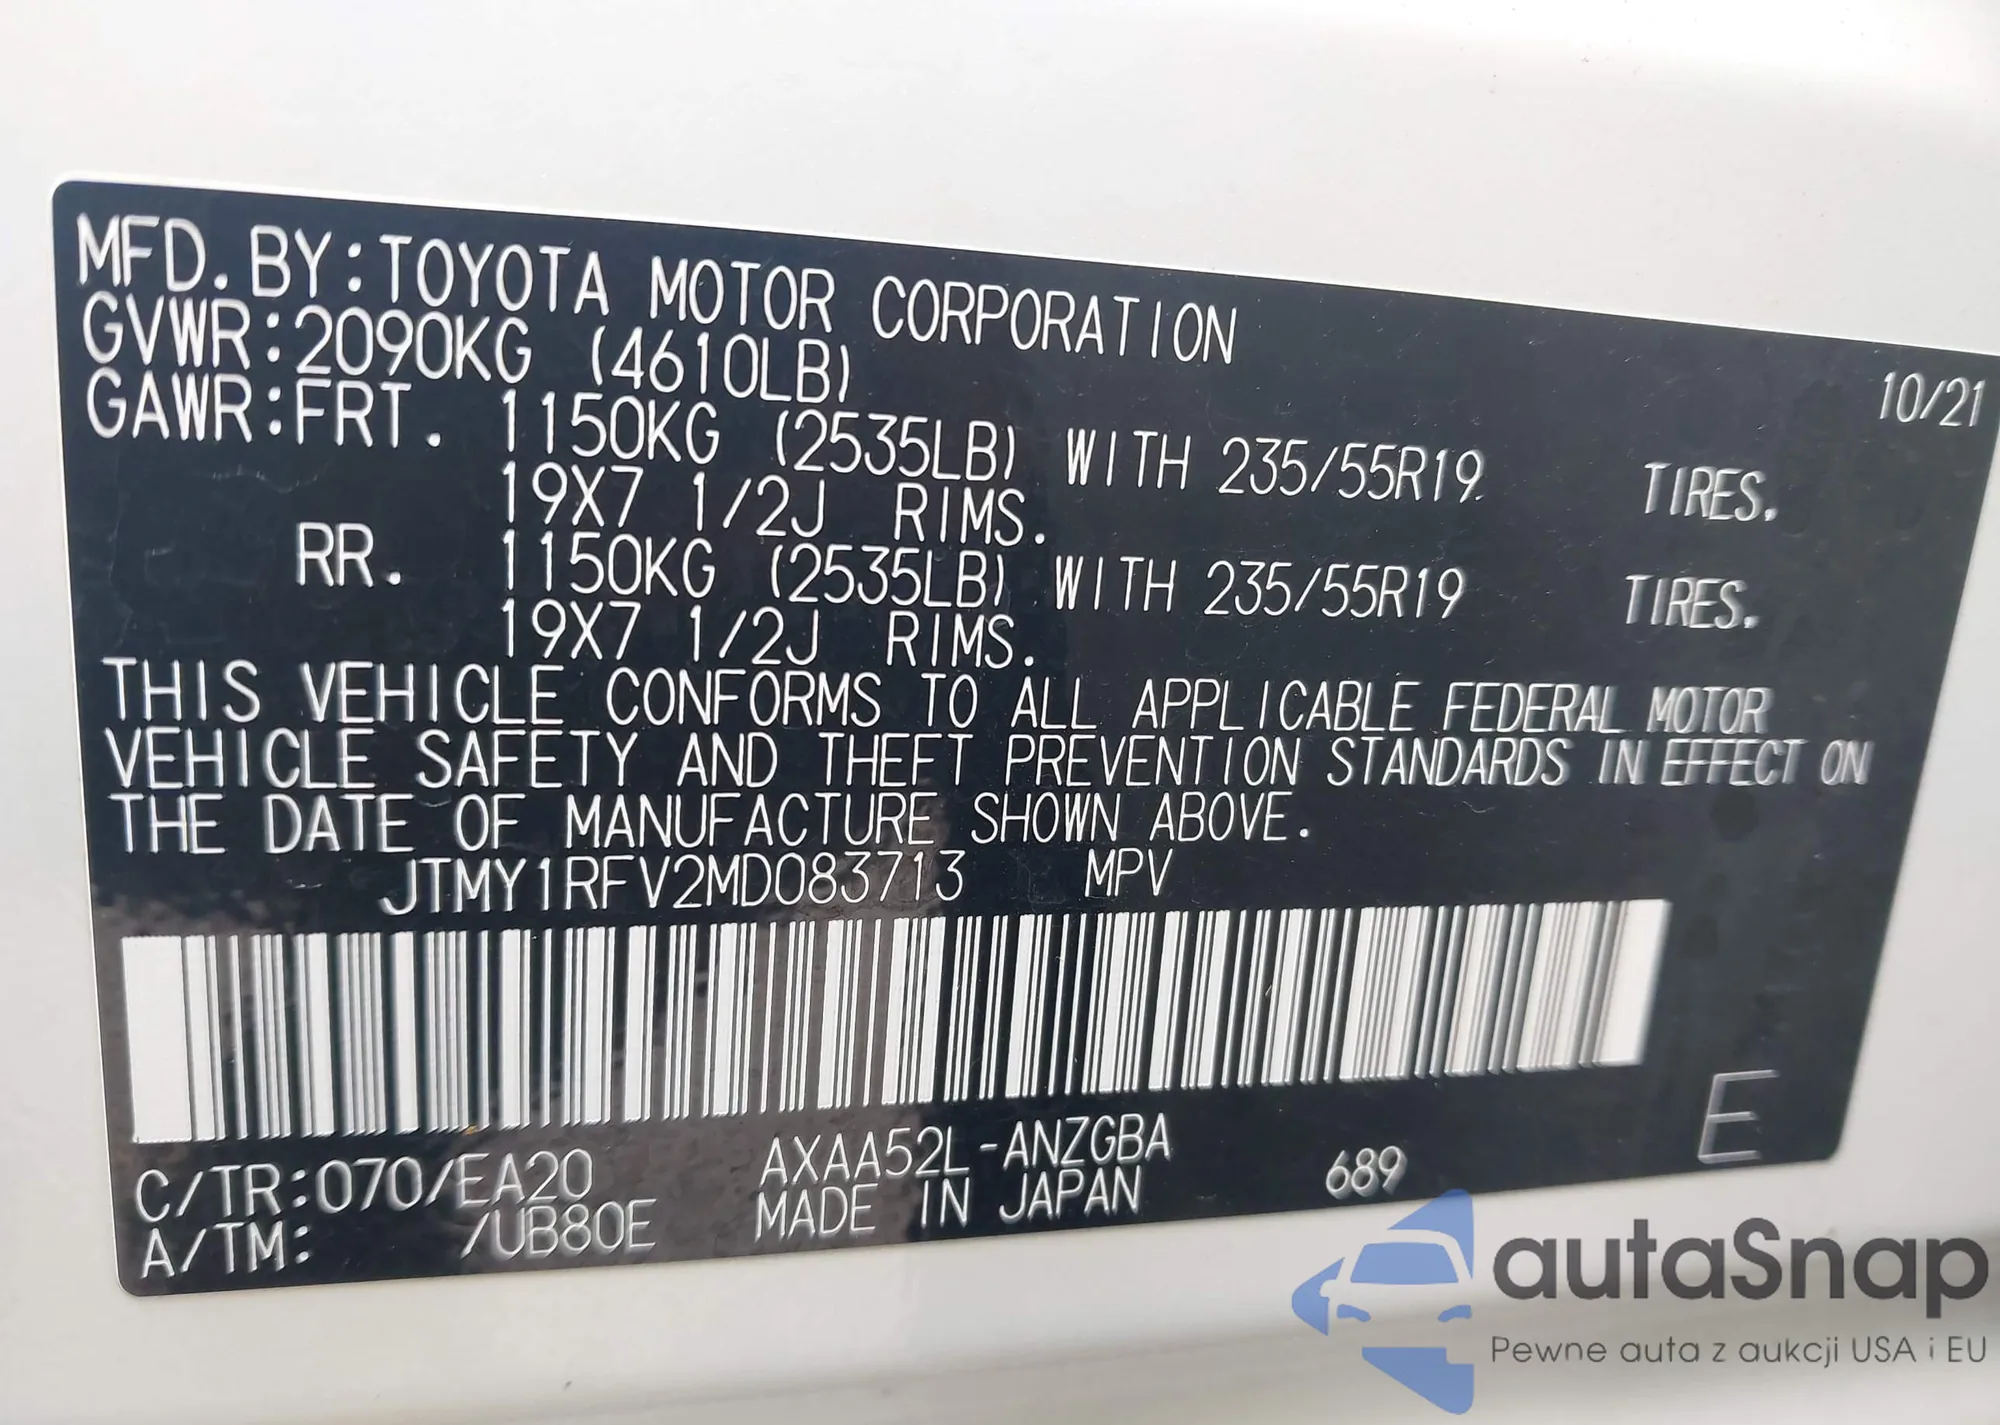 MFD. BY: TOYOTA MOTOR CORPORATION
10/21
GVWR: 2090KG (4610LB)
GAWR: FRT. 1150KG (2535LB) WITH 235/55R19 TIRES.
19X7 1/2J RIMS.
RR. 1150KG (2535LB) WITH 235/55R19 TIRES.
19X7 1/2J RIMS.
THIS VEHICLE CONFORMS TO ALL APPLICABLE FEDERAL MOTOR
VEHICLE SAFETY AND THEFT PREVENTION STANDARDS IN EFFECT ON
THE DATE OF MANUFACTURE SHOWN ABOVE.
JTMY1RFV2MD083713 MPV
E
C/TR: 070/EA20 AXAA52L-ANZGBA 689
A/TM: /UB80E MADE IN JAPAN
autaSnap
Pewne auta z aukcji USA i EU